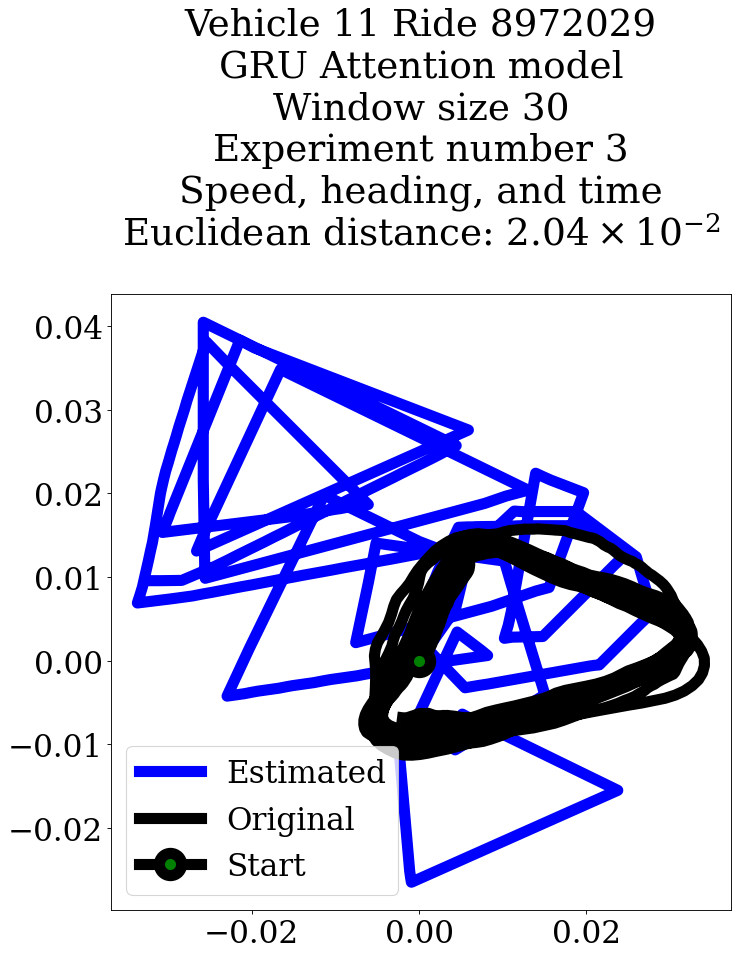 Vehicle 11 Ride 8972029
GRU Attention model
Window size 30
Experiment number 3
Speed, heading, and time
Euclidean distance: 2.04 × 10⁻²
0.04
0.03
0.02
0.01
0.00
−0.01
−0.02
Estimated
Original
Start
−0.02 0.00 0.02